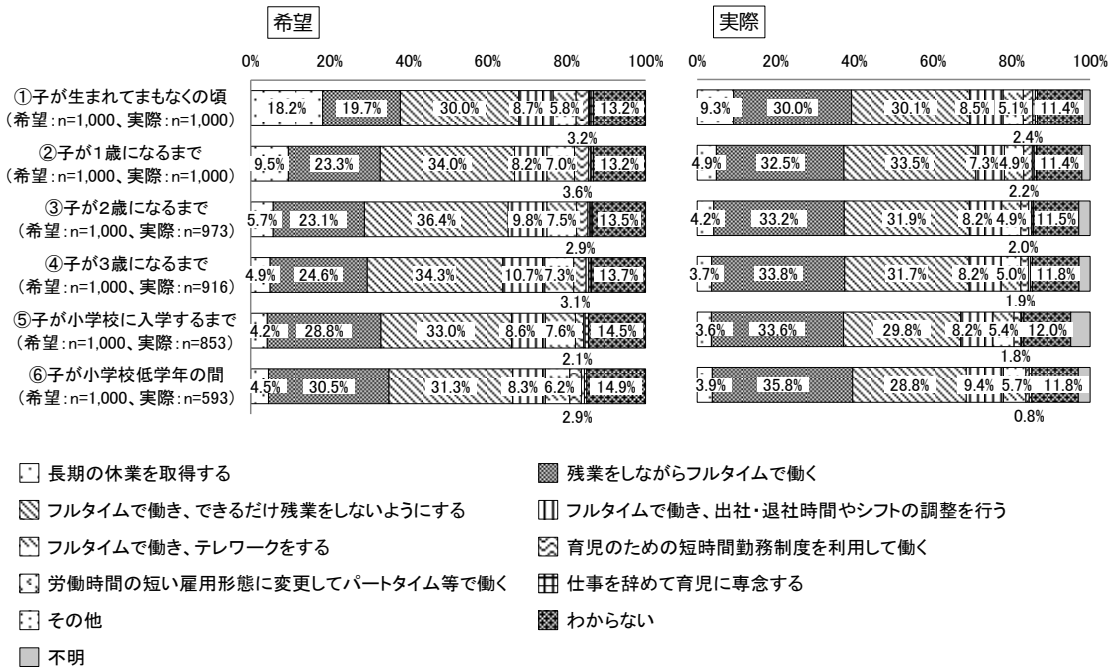 希望 実際
0% 20% 40% 60% 80% 100% 0% 20% 40% 60% 80% 100%
①子が生まれてまもなくの頃
(希望:n=1,000、実際:n=1,000)
18.2% 19.7% 30.0% 8.7% 5.8% 13.2% 9.3% 30.0% 30.1% 8.5% 5.1% 11.4%
3.2% 2.4%
②子が1歳になるまで
(希望:n=1,000、実際:n=1,000)
9.5% 23.3% 34.0% 8.2% 7.0% 13.2% 4.9% 32.5% 33.5% 7.3% 4.9% 11.4%
3.6% 2.2%
③子が2歳になるまで
(希望:n=1,000、実際:n=973)
5.7% 23.1% 36.4% 9.8% 7.5% 13.5% 4.2% 33.2% 31.9% 8.2% 4.9% 11.5%
2.9% 2.0%
④子が3歳になるまで
(希望:n=1,000、実際:n=916)
4.9% 24.6% 34.3% 10.7% 7.3% 13.7% 3.7% 33.8% 31.7% 8.2% 5.0% 11.8%
3.1% 1.9%
⑤子が小学校に入学するまで
(希望:n=1,000、実際:n=853)
4.2% 28.8% 33.0% 8.6% 7.6% 14.5% 3.6% 33.6% 29.8% 8.2% 5.4% 12.0%
2.1% 1.8%
⑥子が小学校低学年の間
(希望:n=1,000、実際:n=593)
4.5% 30.5% 31.3% 8.3% 6.2% 14.9% 3.9% 35.8% 28.8% 9.4% 5.7% 11.8%
2.9% 0.8%
長期の休業を取得する 残業をしながらフルタイムで働く
フルタイムで働き、できるだけ残業をしないようにする フルタイムで働き、出社・退社時間やシフトの調整を行う
フルタイムで働き、テレワークをする 育児のための短時間勤務制度を利用して働く
労働時間の短い雇用形態に変更してパートタイム等で働く 仕事を辞めて育児に専念する
その他 わからない
不明